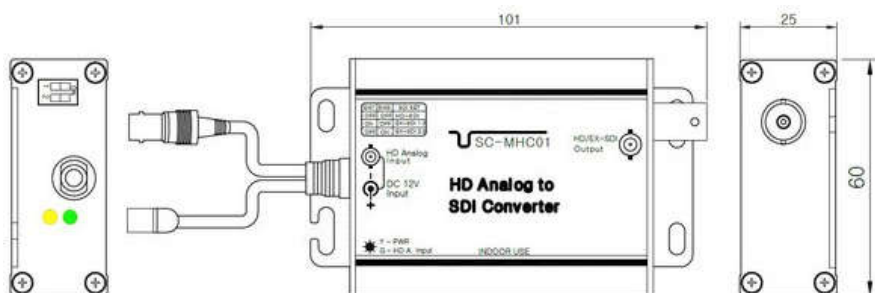 101
25
60
SC-MHC01
HD Analog
Input
DC 12V
Input
HD/EX-SDI
Output
HD Analog to
SDI Converter
Y - PWR
G - HD A. Input
INDOOR USE